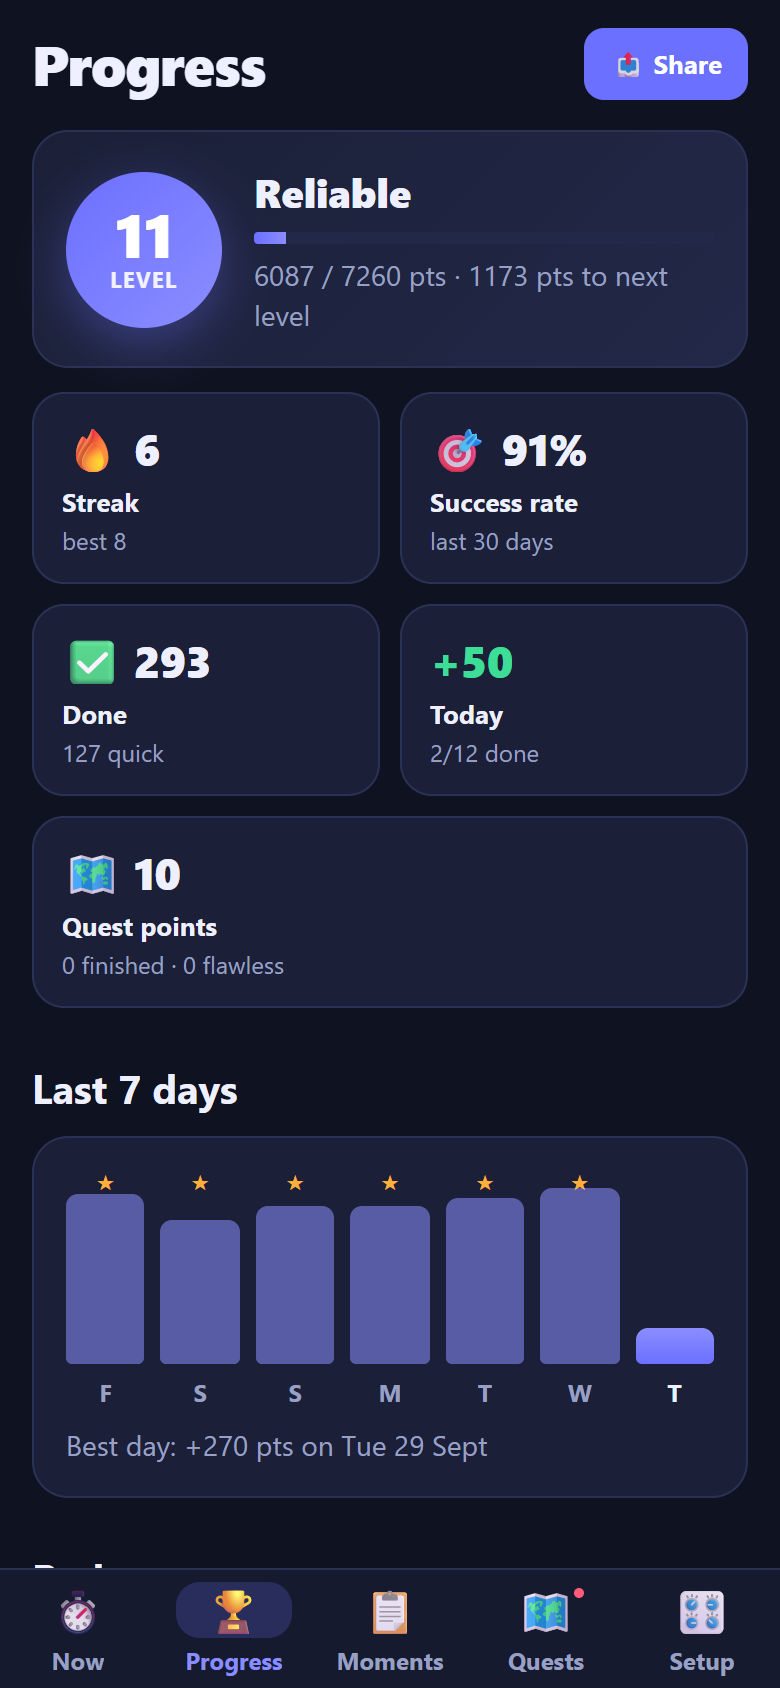 Progress
Share
11
LEVEL
Reliable
6087 / 7260 pts · 1173 pts to next
level
6
Streak
best 8
91%
Success rate
last 30 days
293
Done
127 quick
+50
Today
2/12 done
10
Quest points
0 finished · 0 flawless
Last 7 days
F S S M T W T
Best day: +270 pts on Tue 29 Sept
Now Progress Moments Quests Setup